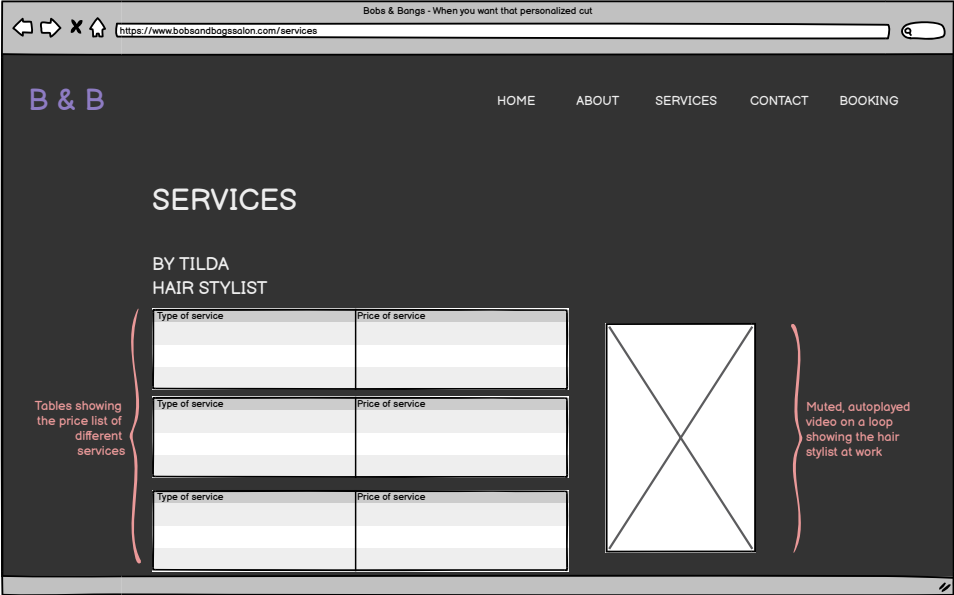 Bobs & Bangs - When you want that personalized cut
https://www.bobsandbagssalon.com/services
B & B
HOME ABOUT SERVICES CONTACT BOOKING
SERVICES
BY TILDA
HAIR STYLIST
Type of service Price of service
Type of service Price of service
Type of service Price of service
Tables showing
the price list of
different
services
Muted, autoplayed
video on a loop
showing the hair
stylist at work